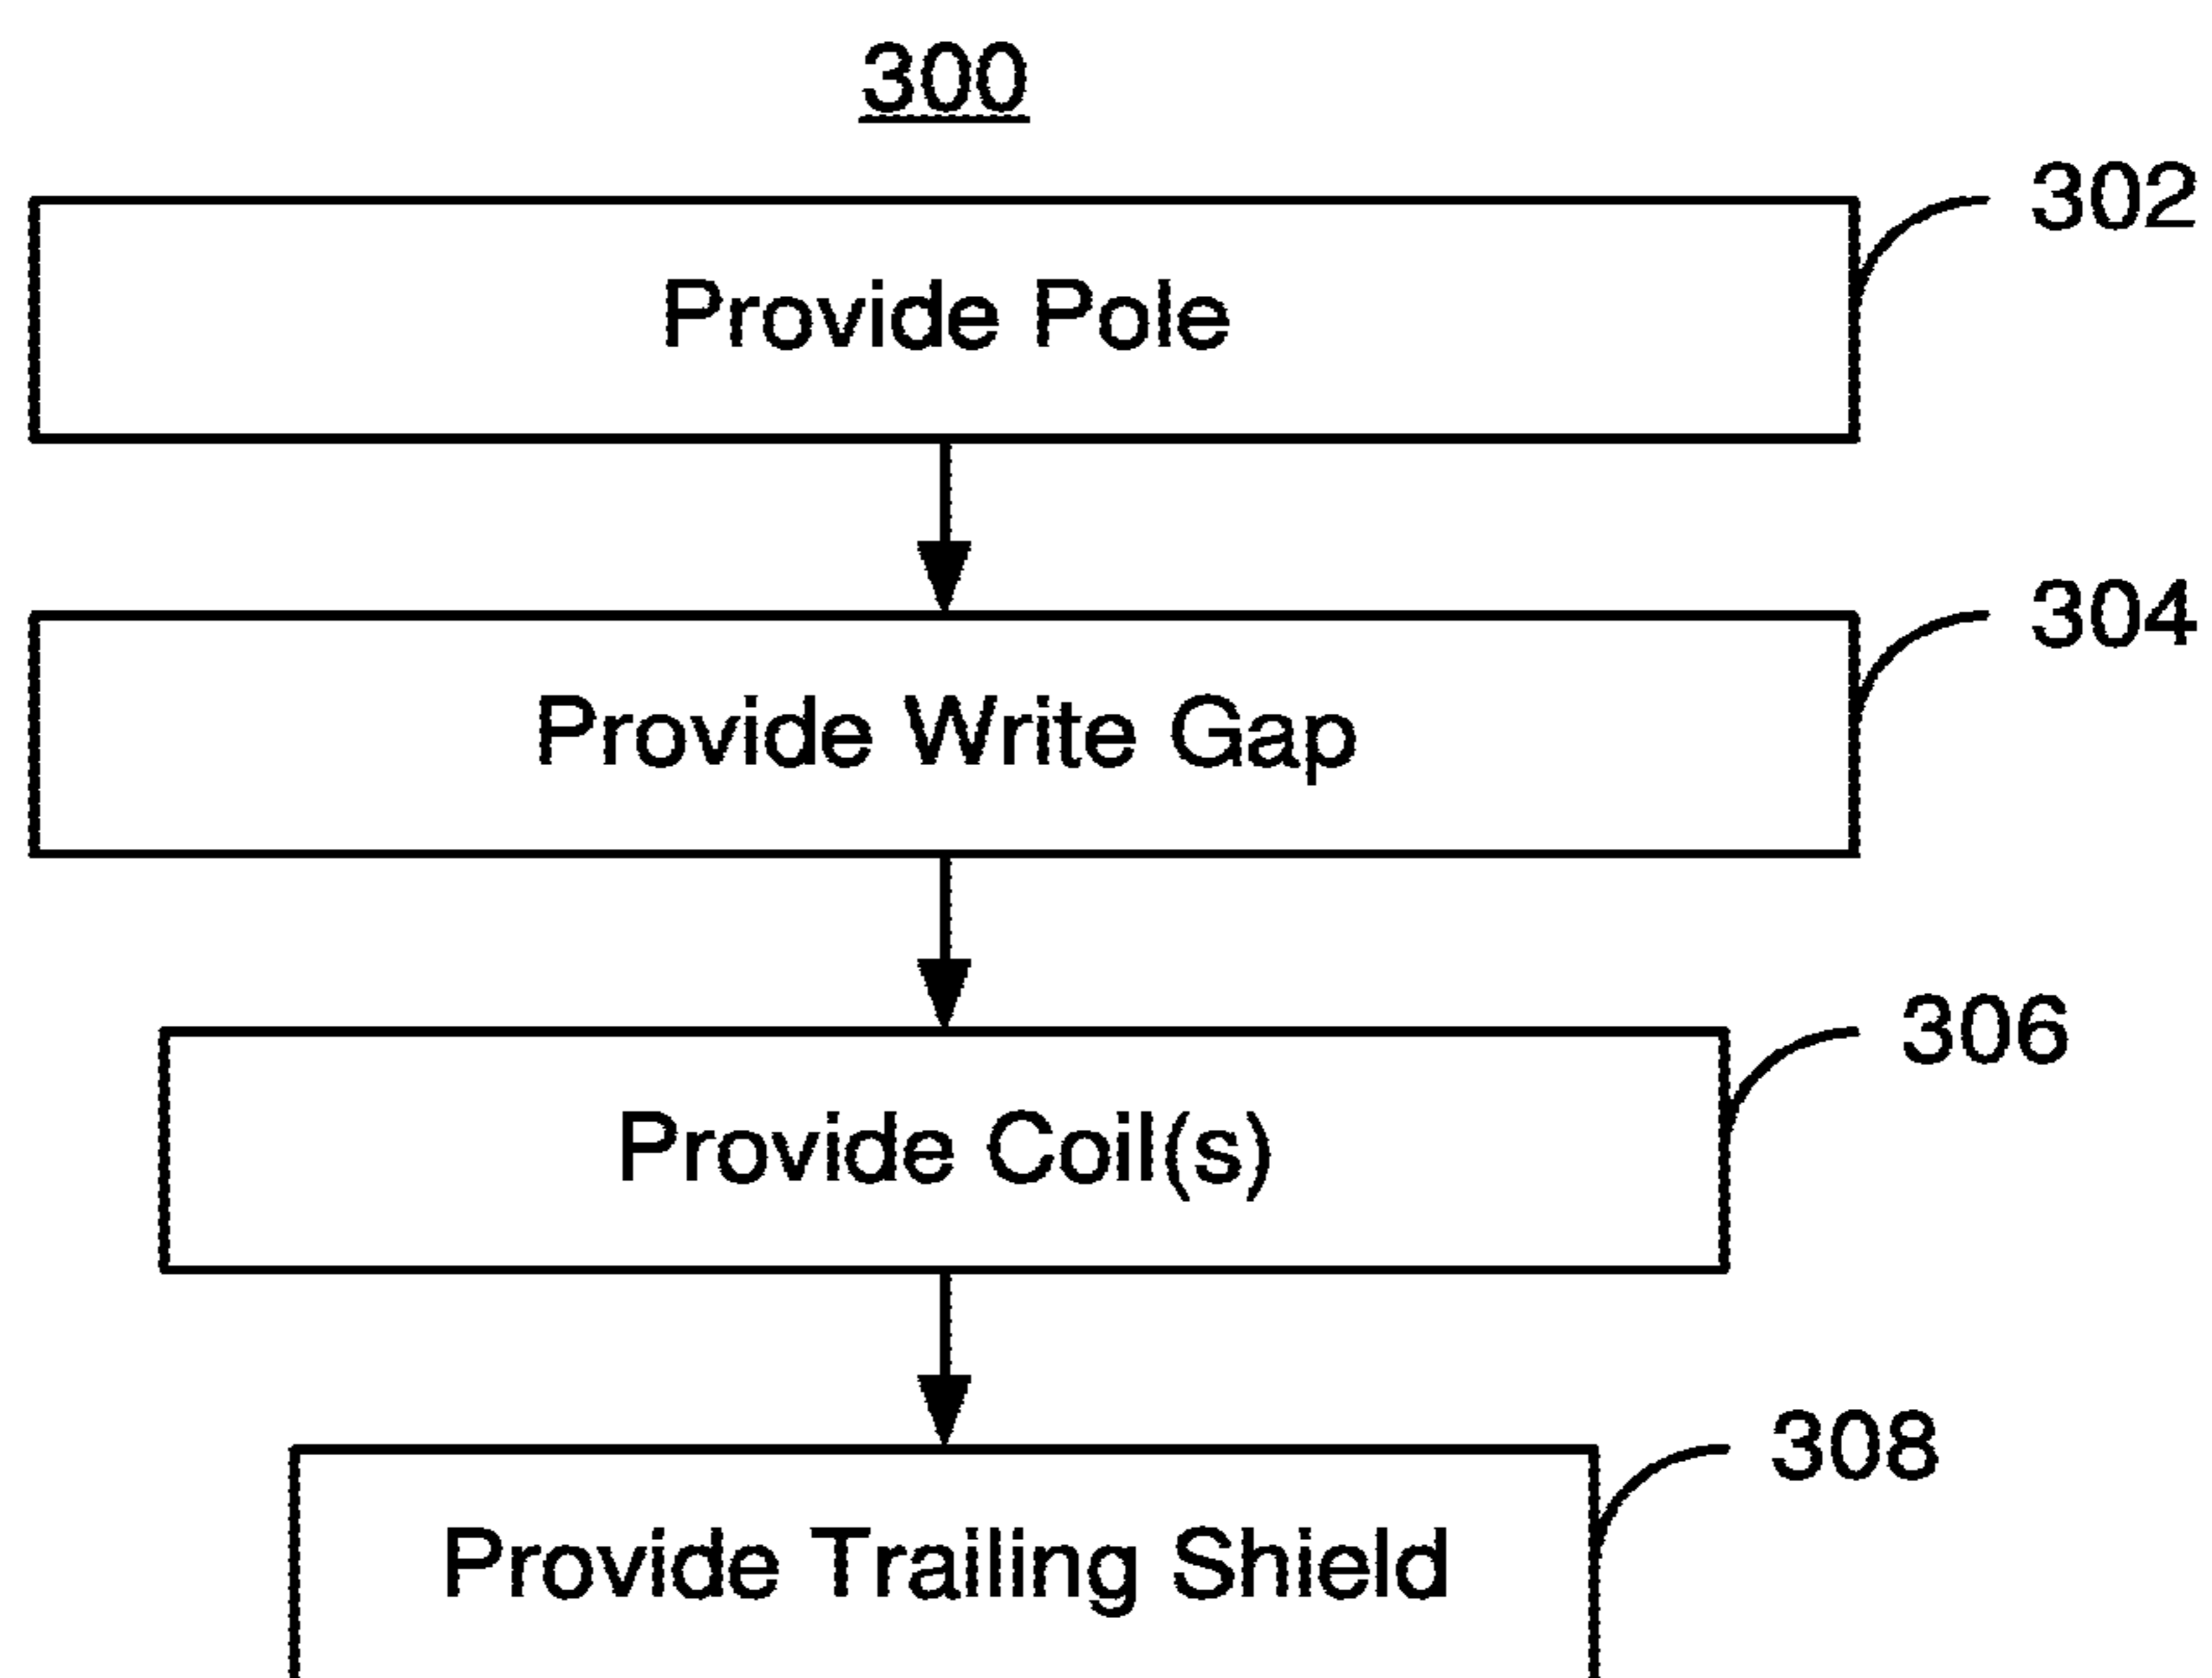 300
302
Provide Pole
304
Provide Write Gap
306
Provide Coil(s)
308
Provide Trailing Shield